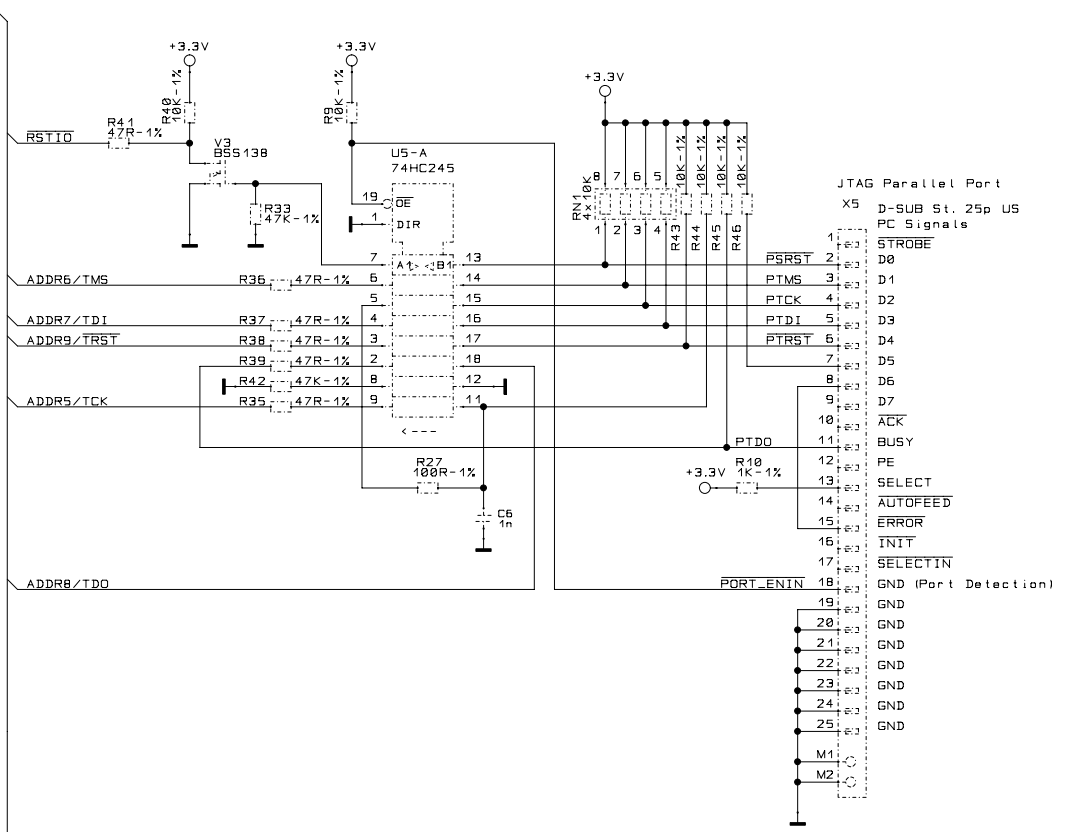 +3.3V
+3.3V
+3.3V
R40
10K-1%
R9
10K-1%
R41
47R-1%
RSTIO
V3
BSS138
U5-A
74HC245
19
OE
1
DIR
R33
47K-1%
RN1
4x10K
8 7 6 5
1 2 3 4
10K-1%
10K-1%
10K-1%
10K-1%
R43
R44
R45
R46
JTAG Parallel Port
X5
D-SUB St. 25p US
PC Signals
1 STROBE
7 A1 B1 13 PSRST 2 D0
ADDR6/TMS R36 47R-1% 6 14 PTMS 3 D1
5 15 PTCK 4 D2
ADDR7/TDI R37 47R-1% 4 16 PTDI 5 D3
ADDR9/TRST R38 47R-1% 3 17 PTRST 6 D4
R39 47R-1% 2 18 7 D5
R42 47K-1% 8 12 8 D6
ADDR5/TCK R35 47R-1% 9 11 9 D7
<---
10 ACK
PTDO 11 BUSY
12 PE
R27
100R-1%
+3.3V
R10
1K-1%
13 SELECT
14 AUTOFEED
C6
1n
15 ERROR
16 INIT
17 SELECTIN
ADDR8/TDO
PORT_ENIN 18 GND (Port Detection)
19 GND
20 GND
21 GND
22 GND
23 GND
24 GND
25 GND
M1
M2